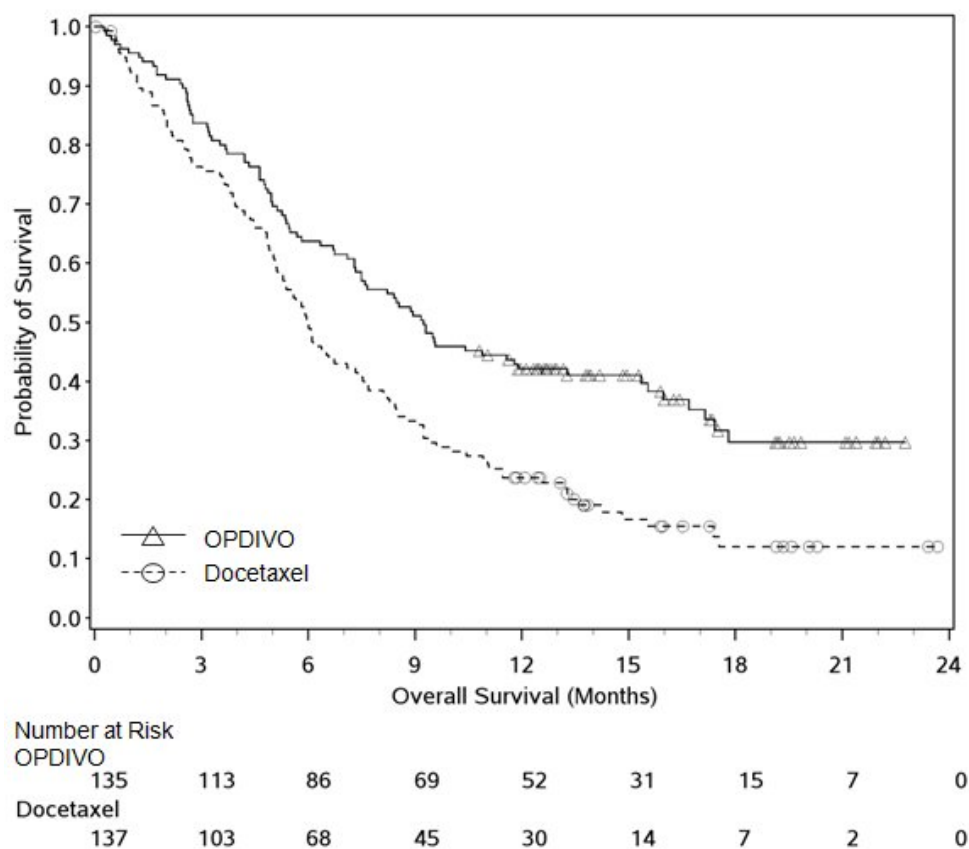 1.0
0.9
0.8
0.7
0.6
0.5
0.4
0.3
0.2
0.1
0.0
Probability of Survival
OPDIVO
Docetaxel
0 3 6 9 12 15 18 21 24
Overall Survival (Months)
Number at Risk
OPDIVO
135 113 86 69 52 31 15 7 0
Docetaxel
137 103 68 45 30 14 7 2 0